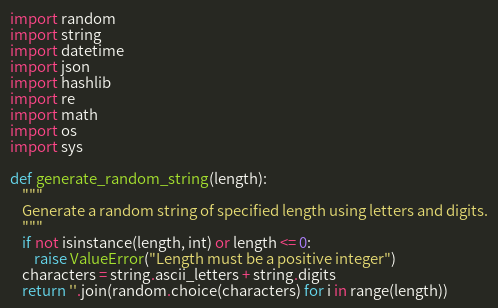 import random
import string
import datetime
import json
import hashlib
import re
import math
import os
import sys

def generate_random_string(length):
    """
    Generate a random string of specified length using letters and digits.
    """
    if not isinstance(length, int) or length <= 0:
        raise ValueError("Length must be a positive integer")
    characters = string.ascii_letters + string.digits
    return ''.join(random.choice(characters) for i in range(length))